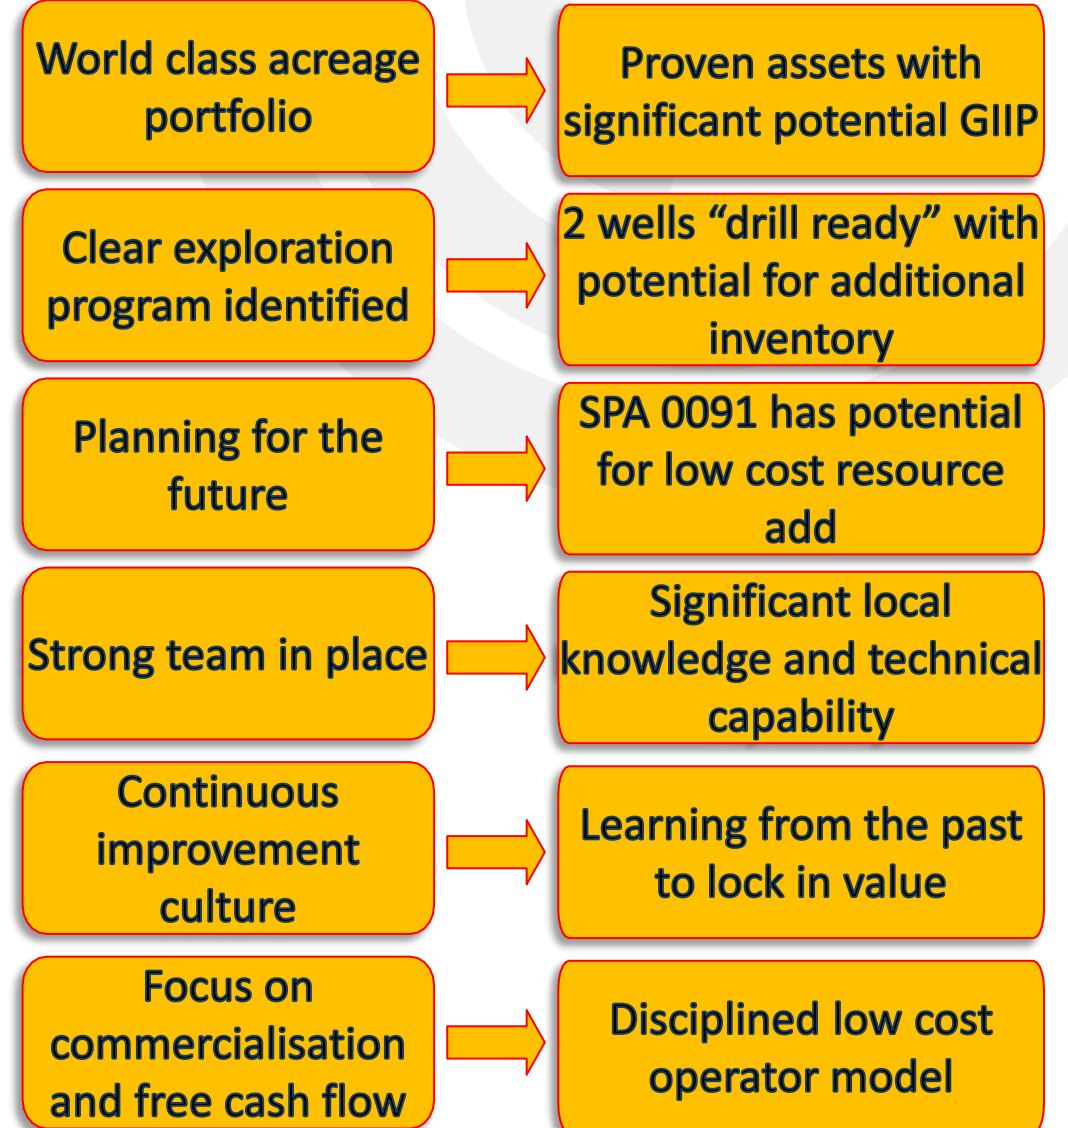 World class acreage
portfolio
Proven assets with
significant potential GIIP
Clear exploration
program identified
2 wells “drill ready” with
potential for additional
inventory
Planning for the
future
SPA 0091 has potential
for low cost resource
add
Strong team in place
Significant local
knowledge and technical
capability
Continuous
improvement
culture
Learning from the past
to lock in value
Focus on
commercialisation
and free cash flow
Disciplined low cost
operator model